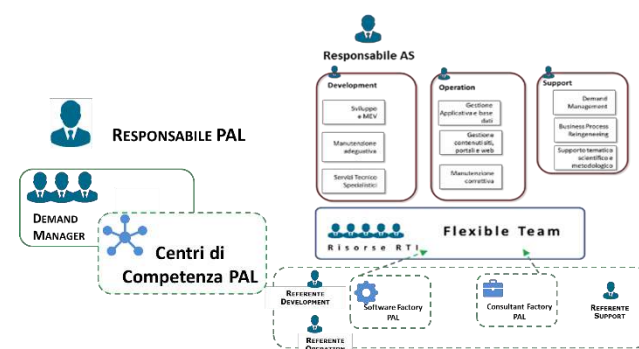 Responsabile AS
Development
Sviluppo
e MEV
Manutenzione
adeguativa
Servizi Tecnico
Specialistici
Operation
Gestione
Applicativa e base
dati
Gestione
contenuti siti,
portali e web
Manutenzione
correttiva
Support
Demand
Management
Business Process
Reingeneering
Supporto tematico
scientifico e
metodologico
RESPONSABILE PAL
DEMAND
MANAGER
Centri di
Competenza PAL
Flexible Team
Risorse RTI
REFERENTE
DEVELOPMENT
REFERENTE
OPERATION
Software Factory
PAL
Consultant Factory
PAL
REFERENTE
SUPPORT